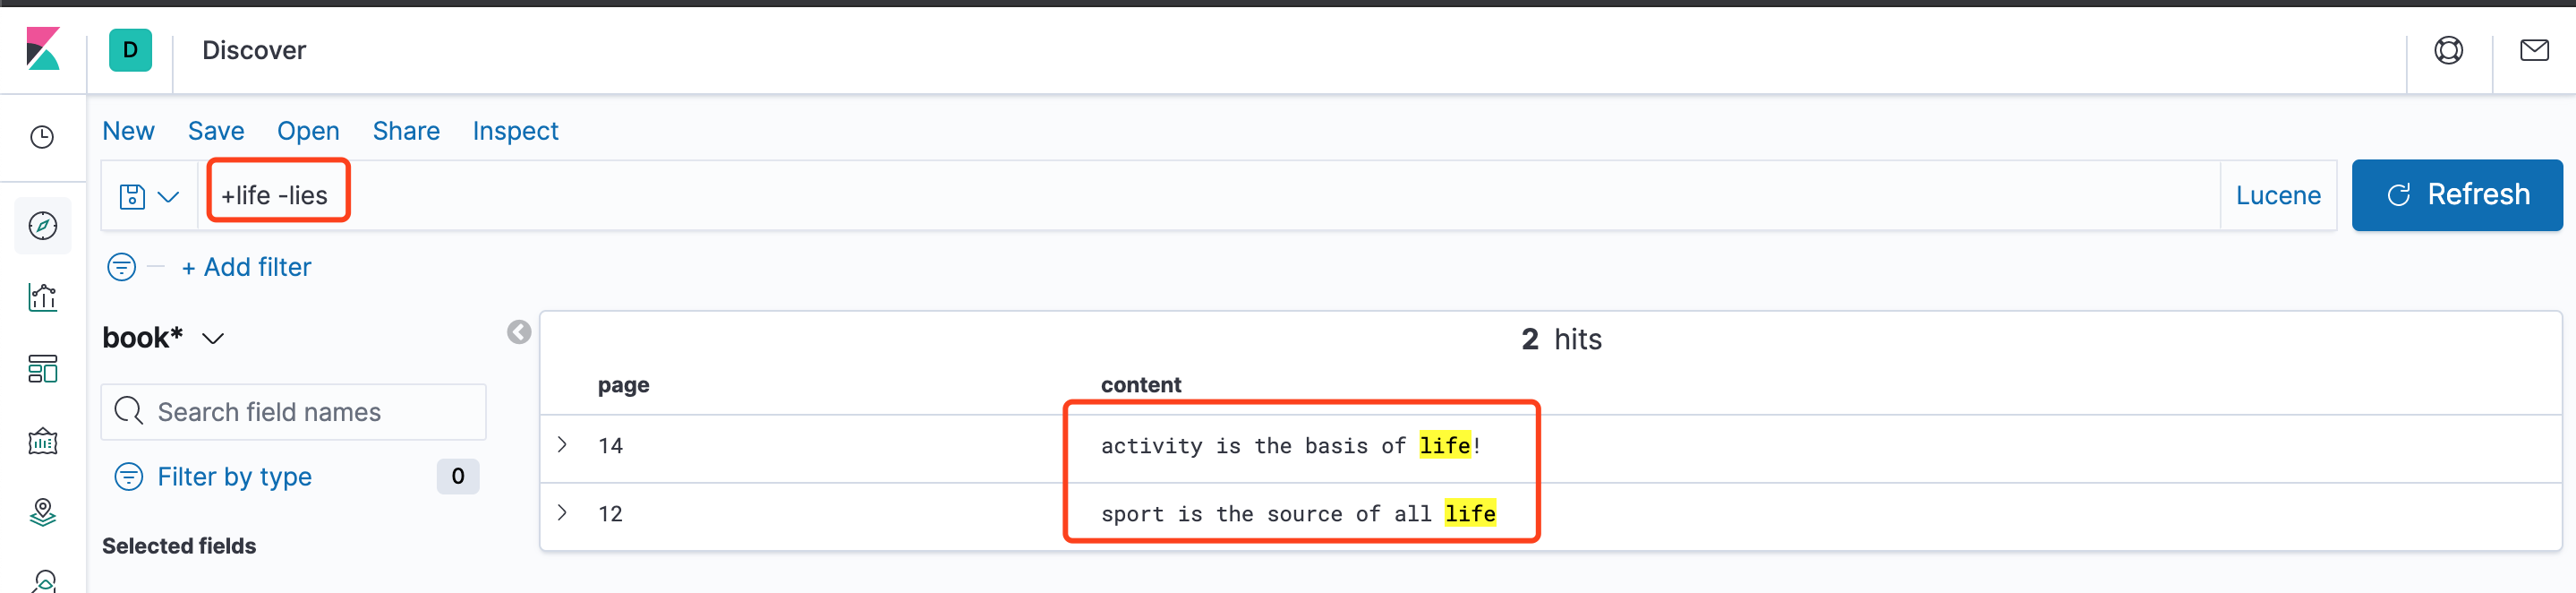 D Discover
New Save Open Share Inspect
+life -lies Lucene Refresh
+ Add filter
book*
2 hits
Search field names
page content
14 activity is the basis of life!
Filter by type 0
12 sport is the source of all life
Selected fields